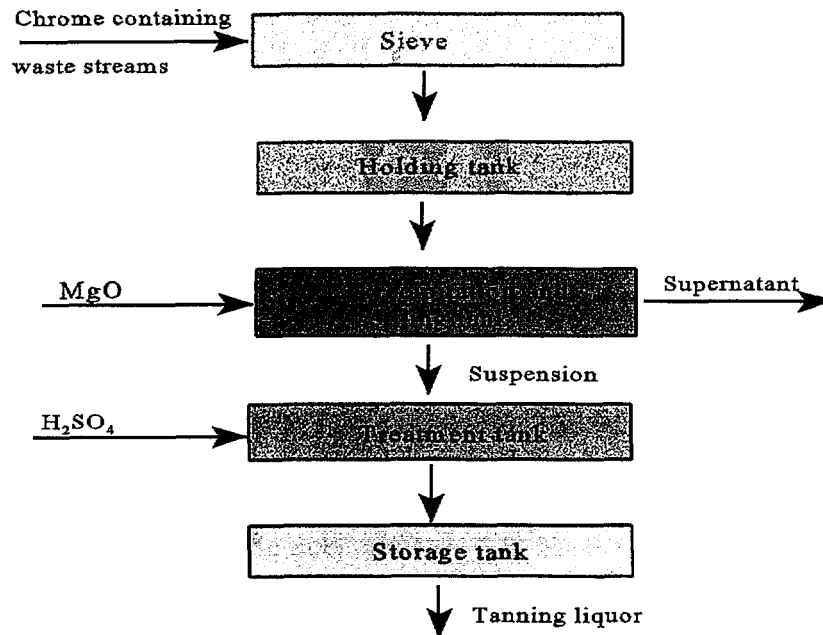 Chrome containing
waste streams
Sieve
Holding tank
MgO
Supernatant
Suspension
H₂SO₄
Treatment tank
Storage tank
Tanning liquor